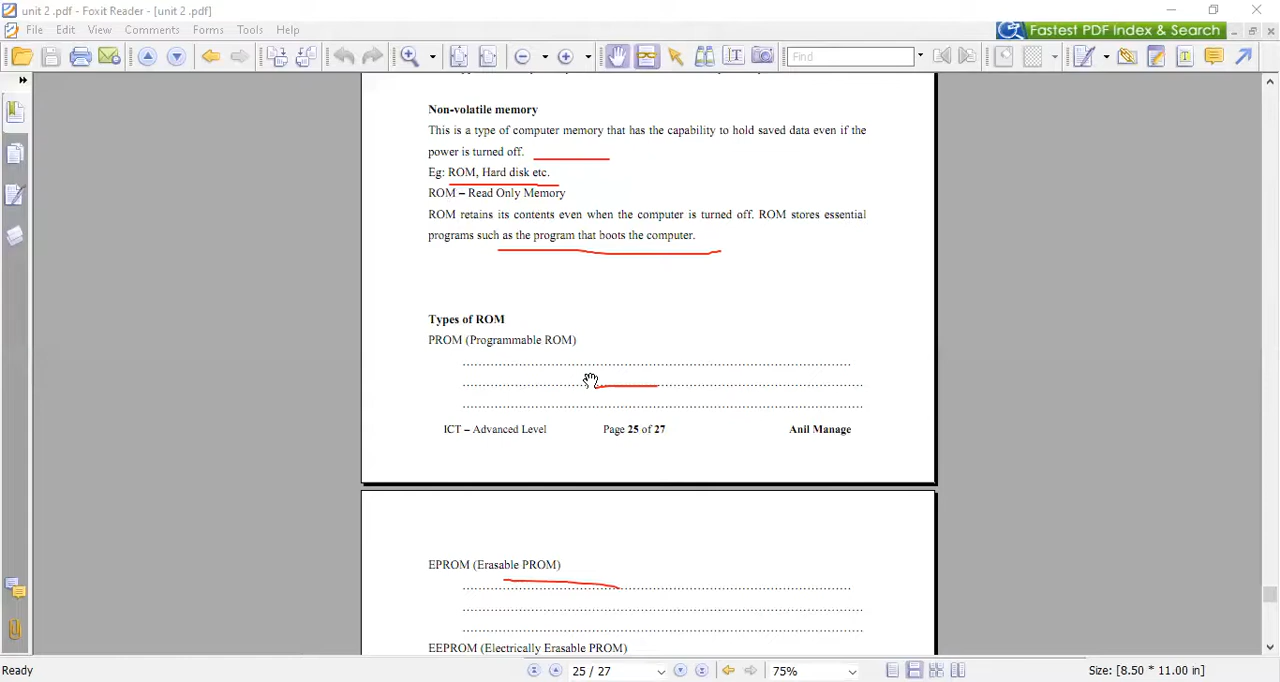 unit 2 .pdf - Foxit Reader - [unit 2 .pdf]
File Edit View Comments Forms Tools Help
Fastest PDF Index & Search
Find
Non-volatile memory
This is a type of computer memory that has the capability to hold saved data even if the
power is turned off.
Eg: ROM, Hard disk etc.
ROM – Read Only Memory
ROM retains its contents even when the computer is turned off. ROM stores essential
programs such as the program that boots the computer.
Types of ROM
PROM (Programmable ROM)
ICT – Advanced Level Page 25 of 27 Anil Manage
EPROM (Erasable PROM)
EEPROM (Electrically Erasable PROM)
Ready 25 / 27 75% Size: [8.50 * 11.00 in]